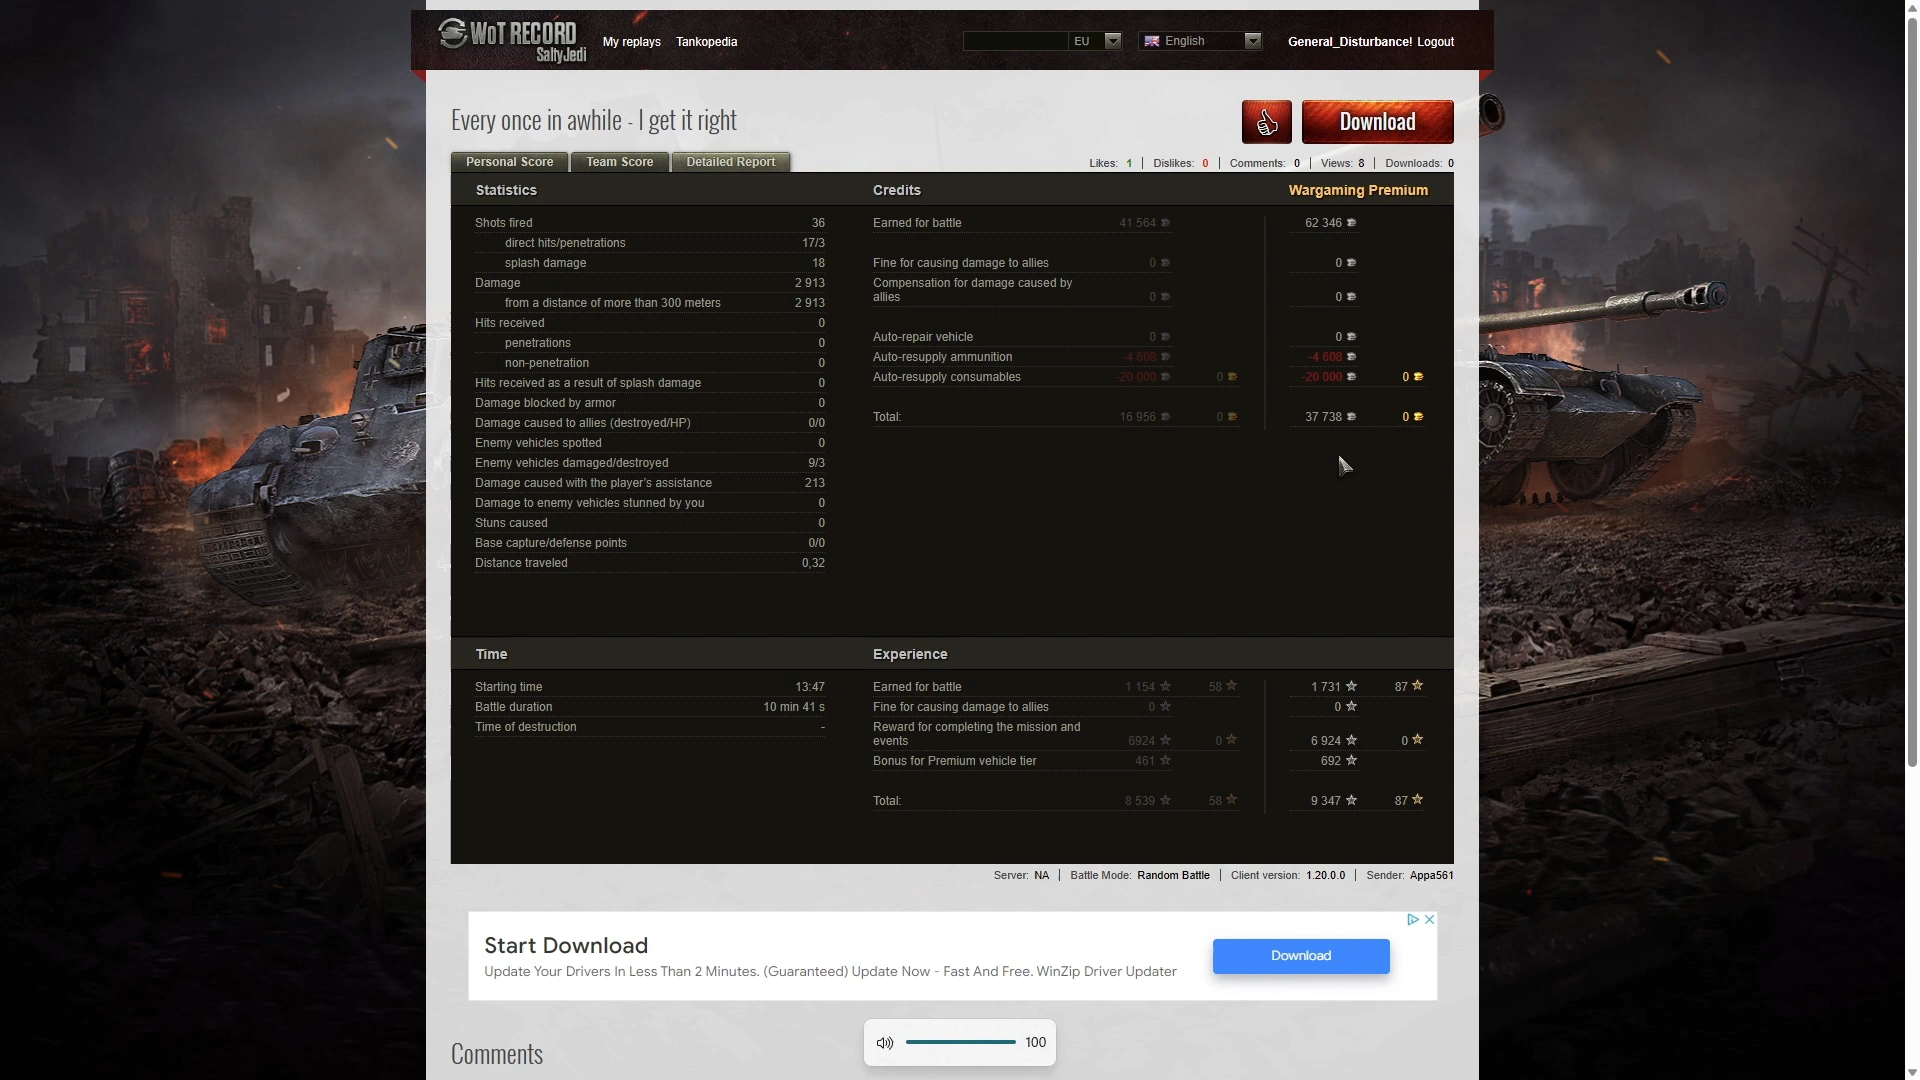 WoT RECORD
SaltyJedi
My replays Tankopedia
EU English
General_Disturbance! Logout
Every once in awhile - I get it right
Download
Personal Score Team Score Detailed Report
Likes: 1 | Dislikes: 0 | Comments: 0 | Views: 8 | Downloads: 0
Statistics Credits Wargaming Premium
Shots fired 36
direct hits/penetrations 17/3
splash damage 18
Damage 2 913
from a distance of more than 300 meters 2 913
Hits received 0
penetrations 0
non-penetration 0
Hits received as a result of splash damage 0
Damage blocked by armor 0
Damage caused to allies (destroyed/HP) 0/0
Enemy vehicles spotted 0
Enemy vehicles damaged/destroyed 9/3
Damage caused with the player's assistance 213
Damage to enemy vehicles stunned by you 0
Stuns caused 0
Base capture/defense points 0/0
Distance traveled 0,32
Earned for battle 41 564 62 346
Fine for causing damage to allies 0 0
Compensation for damage caused by
allies 0 0
Auto-repair vehicle 0 0
Auto-resupply ammunition -4 608 -4 608
Auto-resupply consumables -20 000 0 -20 000 0
Total: 16 956 0 37 738 0
Time Experience
Starting time 13:47
Battle duration 10 min 41 s
Time of destruction -
Earned for battle 1 154 58 1 731 87
Fine for causing damage to allies 0 0
Reward for completing the mission and
events 6924 0 6 924 0
Bonus for Premium vehicle tier 461 692
Total: 8 539 58 9 347 87
Server: NA | Battle Mode: Random Battle | Client version: 1.20.0.0 | Sender: Appa561
Start Download
Update Your Drivers In Less Than 2 Minutes. (Guaranteed) Update Now - Fast And Free. WinZip Driver Updater
Download
Comments
100